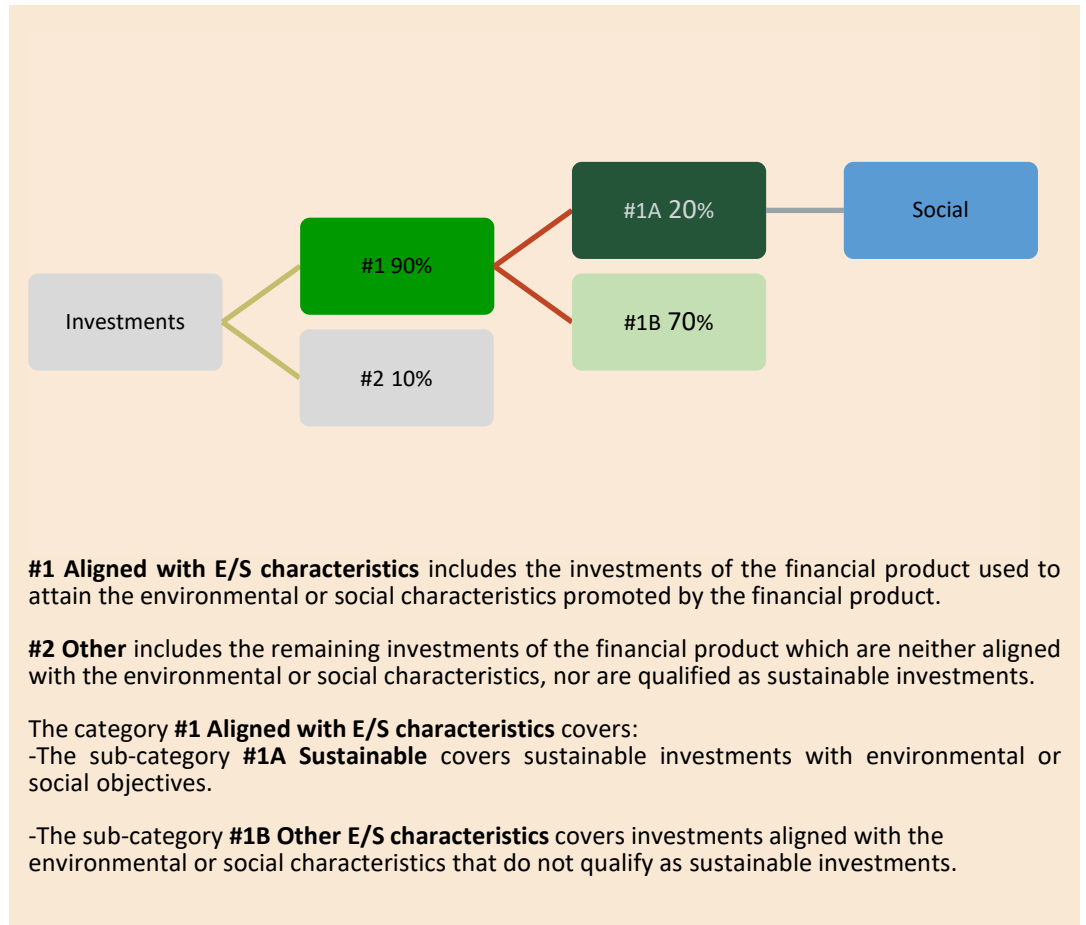 #1A 20%
Social
#1 90%
Investments
#1B 70%
#2 10%
#1 Aligned with E/S characteristics includes the investments of the financial product used to
attain the environmental or social characteristics promoted by the financial product.
#2 Other includes the remaining investments of the financial product which are neither aligned
with the environmental or social characteristics, nor are qualified as sustainable investments.
The category #1 Aligned with E/S characteristics covers:
-The sub-category #1A Sustainable covers sustainable investments with environmental or
social objectives.
-The sub-category #1B Other E/S characteristics covers investments aligned with the
environmental or social characteristics that do not qualify as sustainable investments.